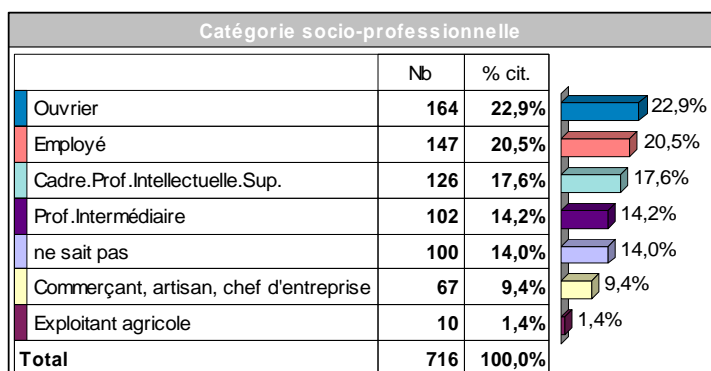 Catégorie socio-professionnelle
Nb % cit.
Ouvrier 164 22,9% 22,9%
Employé 147 20,5% 20,5%
Cadre.Prof.Intellectuelle.Sup. 126 17,6% 17,6%
Prof.Intermédiaire 102 14,2% 14,2%
ne sait pas 100 14,0% 14,0%
Commerçant, artisan, chef d'entreprise 67 9,4% 9,4%
Exploitant agricole 10 1,4% 1,4%
Total 716 100,0%